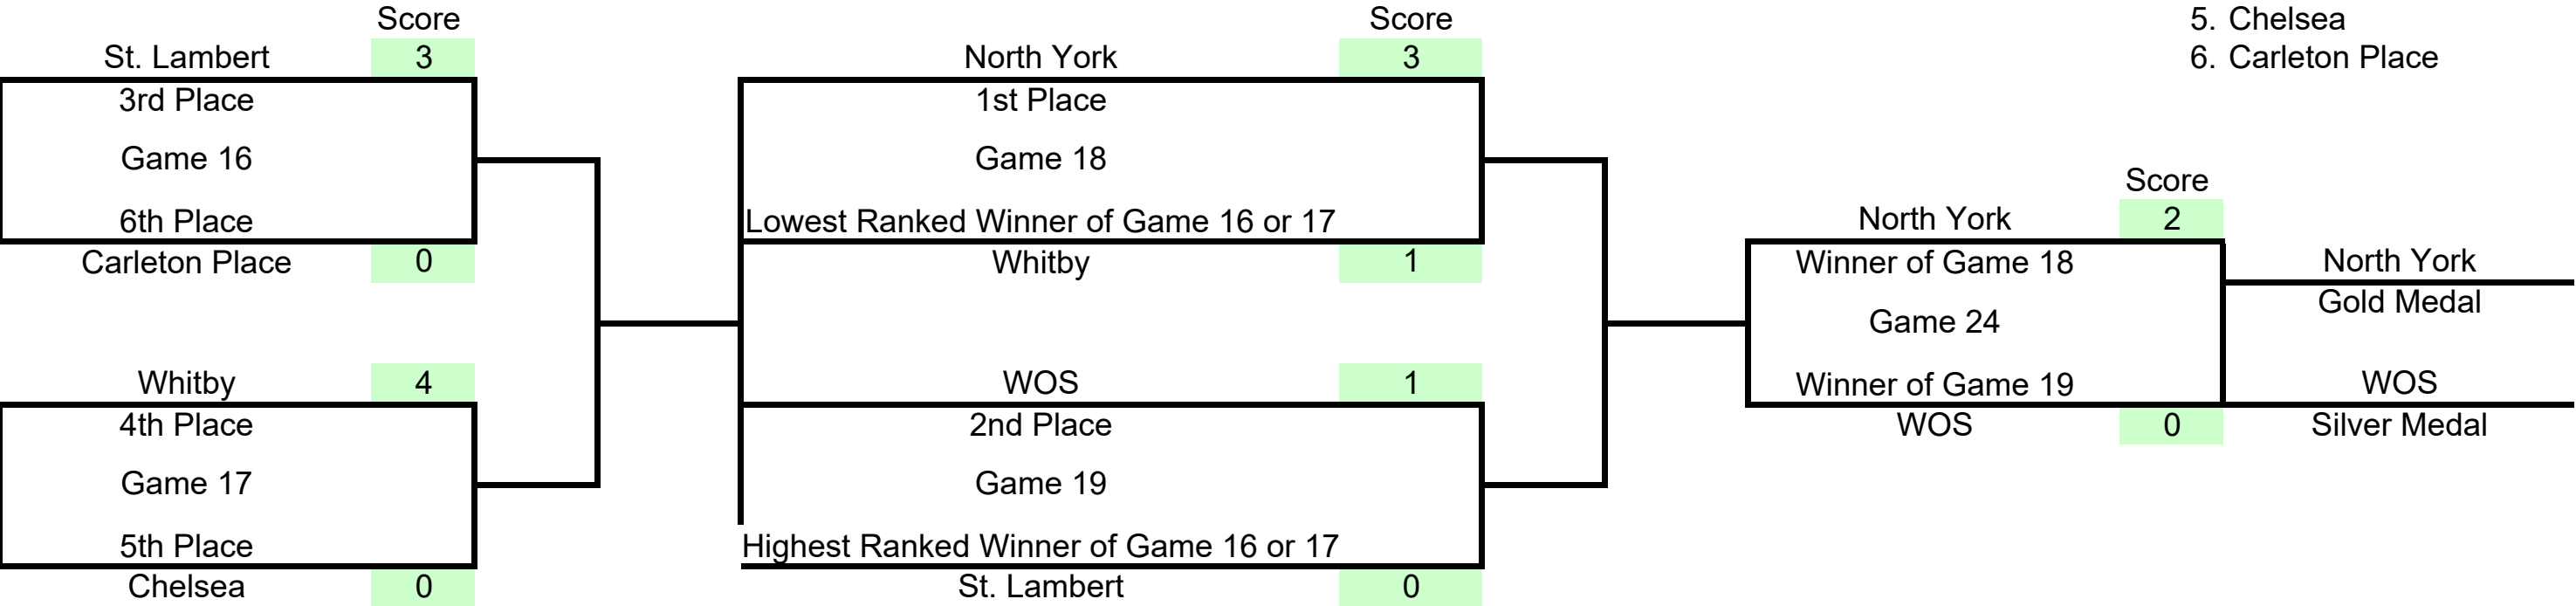 Score
St. Lambert 3
3rd Place
Game 16
6th Place
Carleton Place 0
Whitby 4
4th Place
Game 17
5th Place
Chelsea 0
Score
North York 3
1st Place
Game 18
Lowest Ranked Winner of Game 16 or 17
Whitby 1
WOS 1
2nd Place
Game 19
Highest Ranked Winner of Game 16 or 17
St. Lambert 0
5. Chelsea
6. Carleton Place
Score
North York 2
Winner of Game 18
Game 24
Winner of Game 19
WOS 0
North York
Gold Medal
WOS
Silver Medal